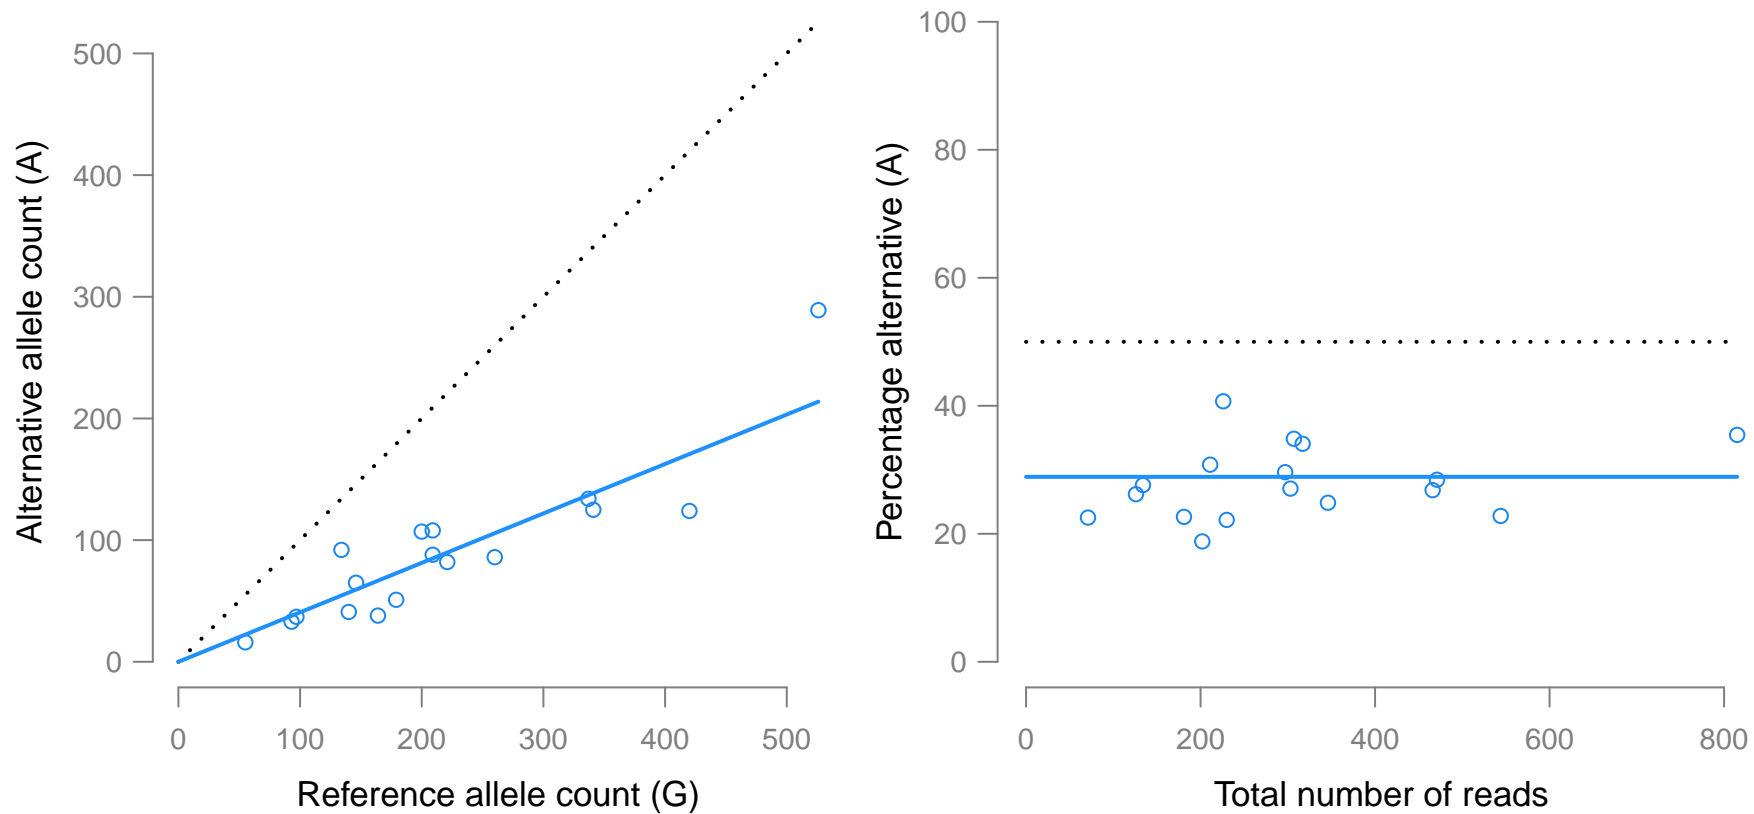 Alternative allele count (A)
500
400
300
200
100
0
0 100 200 300 400 500
Reference allele count (G)
Percentage alternative (A)
100
80
60
40
20
0
0 200 400 600 800
Total number of reads